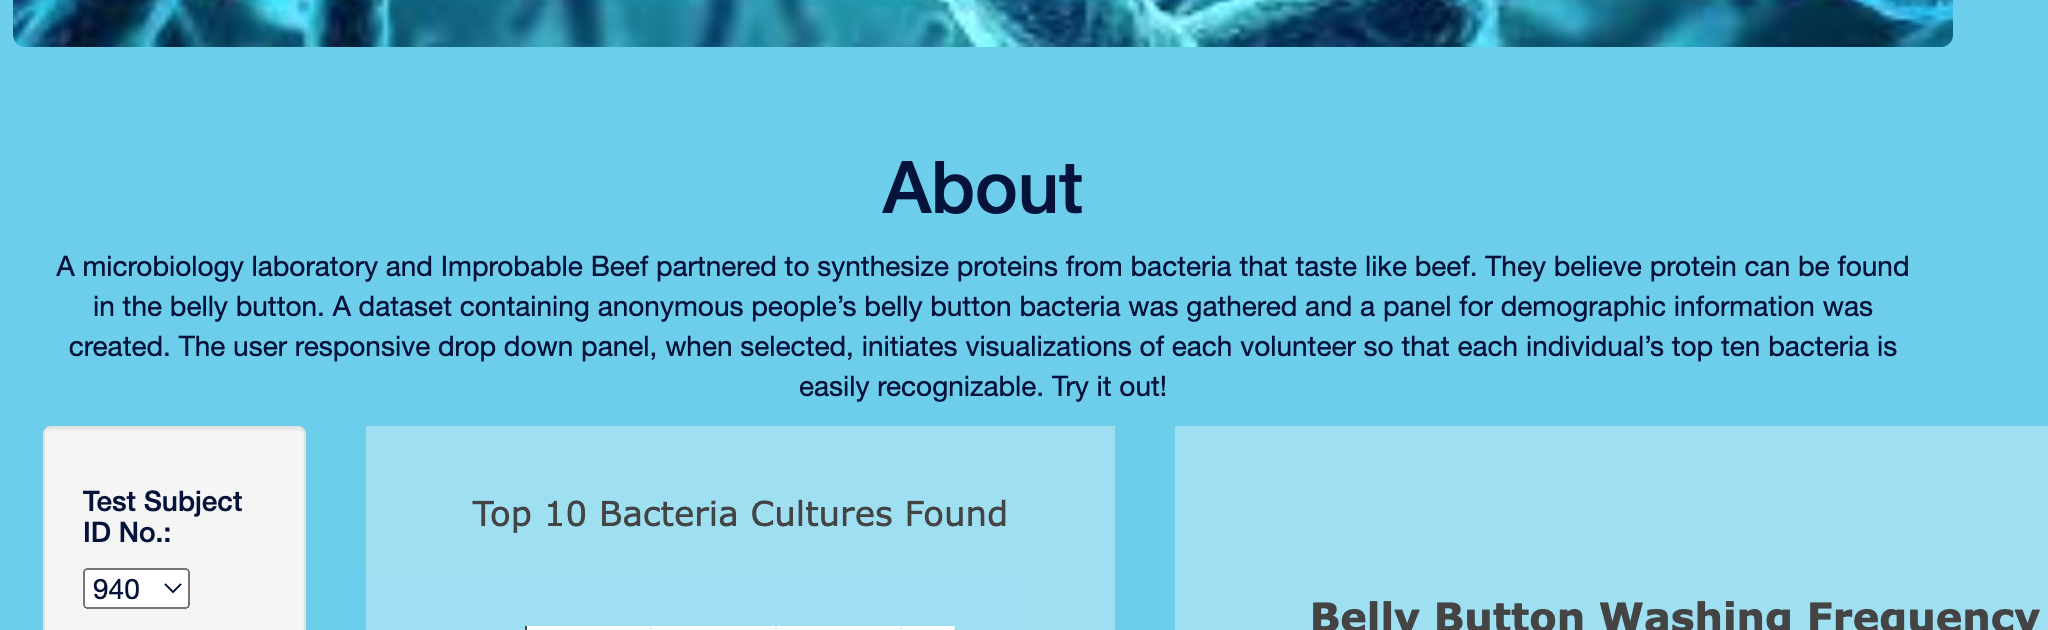 About
A microbiology laboratory and Improbable Beef partnered to synthesize proteins from bacteria that taste like beef. They believe protein can be found
in the belly button. A dataset containing anonymous people’s belly button bacteria was gathered and a panel for demographic information was
created. The user responsive drop down panel, when selected, initiates visualizations of each volunteer so that each individual’s top ten bacteria is
easily recognizable. Try it out!
Test Subject
ID No.:
940
Top 10 Bacteria Cultures Found
Belly Button Washing Frequency